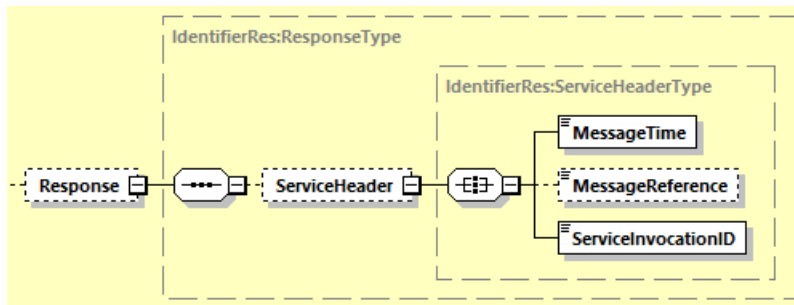 IdentifierRes:ResponseType
IdentifierRes:ServiceHeaderType
MessageTime
Response
ServiceHeader
MessageReference
ServiceInvocationID